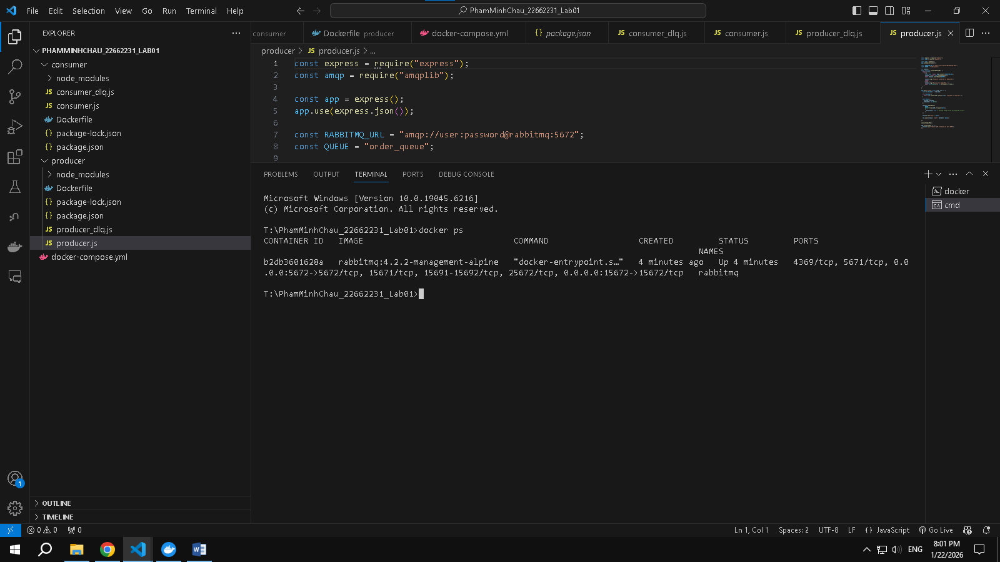 File Edit Selection View Go Run Terminal Help
PhamMinhChau_22662231_Lab01
EXPLORER
PHAMMINHCHAU_22662231_LAB01
consumer
node_modules
consumer_dlq.js
consumer.js
Dockerfile
package-lock.json
package.json
producer
node_modules
Dockerfile
package-lock.json
package.json
producer_dlq.js
producer.js
docker-compose.yml
OUTLINE
TIMELINE
consumer Dockerfile producer docker-compose.yml package.json consumer_dlq.js consumer.js producer_dlq.js producer.js
producer > producer.js > ...
1 const express = require("express");
2 const amqp = require("amqplib");
3
4 const app = express();
5 app.use(express.json());
6
7 const RABBITMQ_URL = "amqp://user:password@rabbitmq:5672";
8 const QUEUE = "order_queue";
9
PROBLEMS OUTPUT TERMINAL PORTS DEBUG CONSOLE
Microsoft Windows [Version 10.0.19045.6216]
(c) Microsoft Corporation. All rights reserved.
T:\PhamMinhChau_22662231_Lab01>docker ps
CONTAINER ID IMAGE COMMAND CREATED STATUS PORTS
NAMES
b2db3601628a rabbitmq:4.2.2-management-alpine "docker-entrypoint.s…" 4 minutes ago Up 4 minutes 4369/tcp, 5671/tcp, 0.0
.0.0:5672->5672/tcp, 15671/tcp, 15691-15692/tcp, 25672/tcp, 0.0.0.0:15672->15672/tcp rabbitmq
T:\PhamMinhChau_22662231_Lab01>
docker
cmd
1
0 0 0
Ln 1, Col 1 Spaces: 2 UTF-8 LF {} JavaScript Go Live
ENG
8:01 PM
1/22/2026